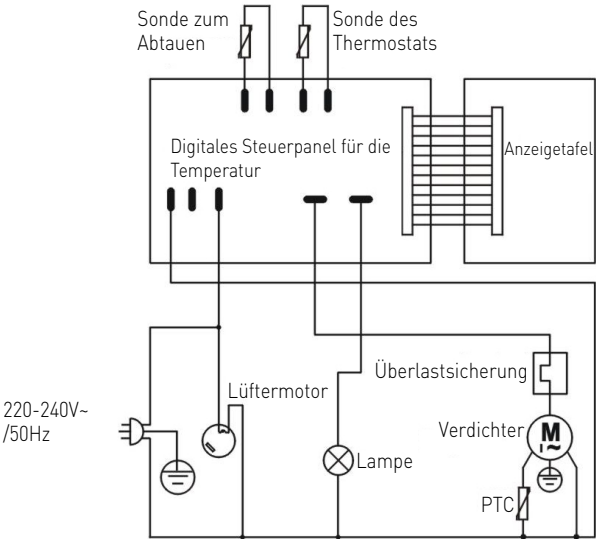 Sonde zum
Abtauen
Sonde des
Thermostats
Digitales Steuerpanel für die
Temperatur
Anzeigetafel
Überlastsicherung
Lüftermotor
220-240V~
/50Hz
Verdichter
M
I ~
Lampe
PTC